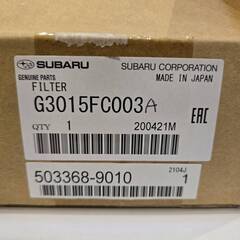 SUBARU
SUBARU CORPORATION
GENUINE PARTS
MADE IN JAPAN
FILTER
G3015FC003A
EAC
QTY 1 200421M
2104J
503368-9010 1